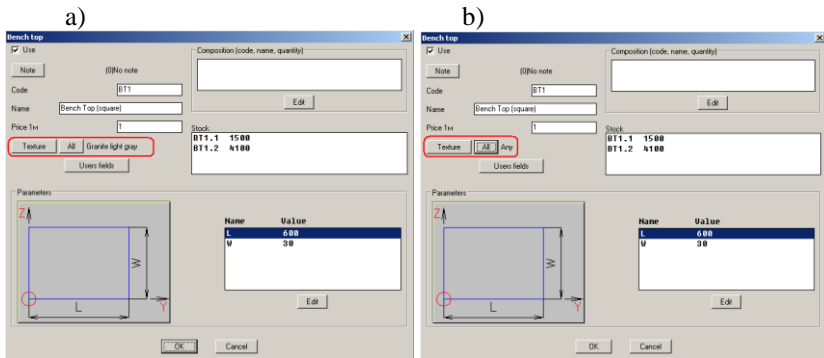 a)
Bench top
Use
Composition (code, name, quantity)
Note
(0)No note
Code
BT1
Edit
Name
Bench Top (square)
Price 1м
1
Stock
BT1.1 1500
BT1.2 4100
Texture
All
Granite light gray
Users fields
Parameters
Z
W
L
Y
Name Value
L 600
W 30
Edit
OK
Cancel
b)
Bench top
Use
Composition (code, name, quantity)
Note
(0)No note
Code
BT1
Edit
Name
Bench Top (square)
Price 1м
1
Stock
BT1.1 1500
BT1.2 4100
Texture
All
Any
Users fields
Parameters
Z
W
L
Y
Name Value
L 600
W 30
Edit
OK
Cancel